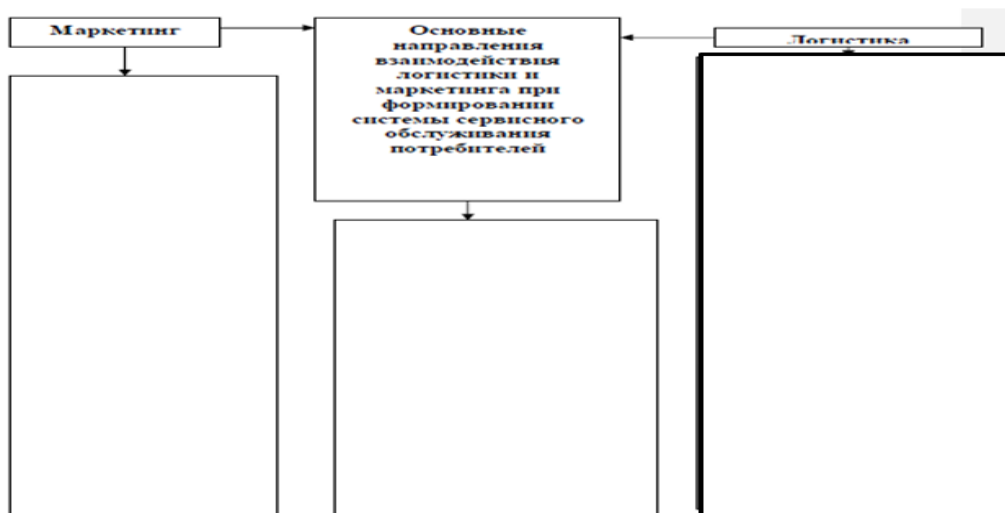 Маркетинг
Основные
направления
взаимодействия
логистики и
маркетинга при
формировании
системы сервисного
обслуживания
потребителей
Логистика